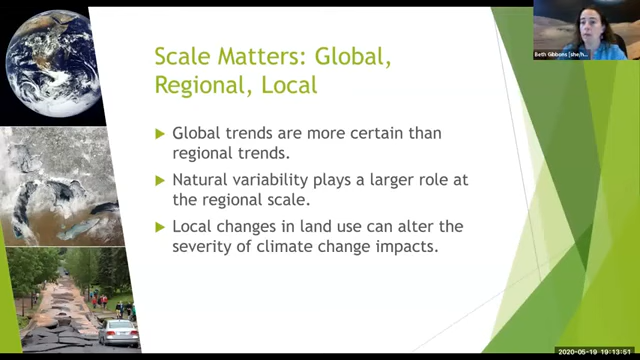 Scale Matters: Global,
Regional, Local
Global trends are more certain than
regional trends.
Natural variability plays a larger role at
the regional scale.
Local changes in land use can alter the
severity of climate change impacts.
Beth Gibbons (she/h...
2020-05-19 19:13:51